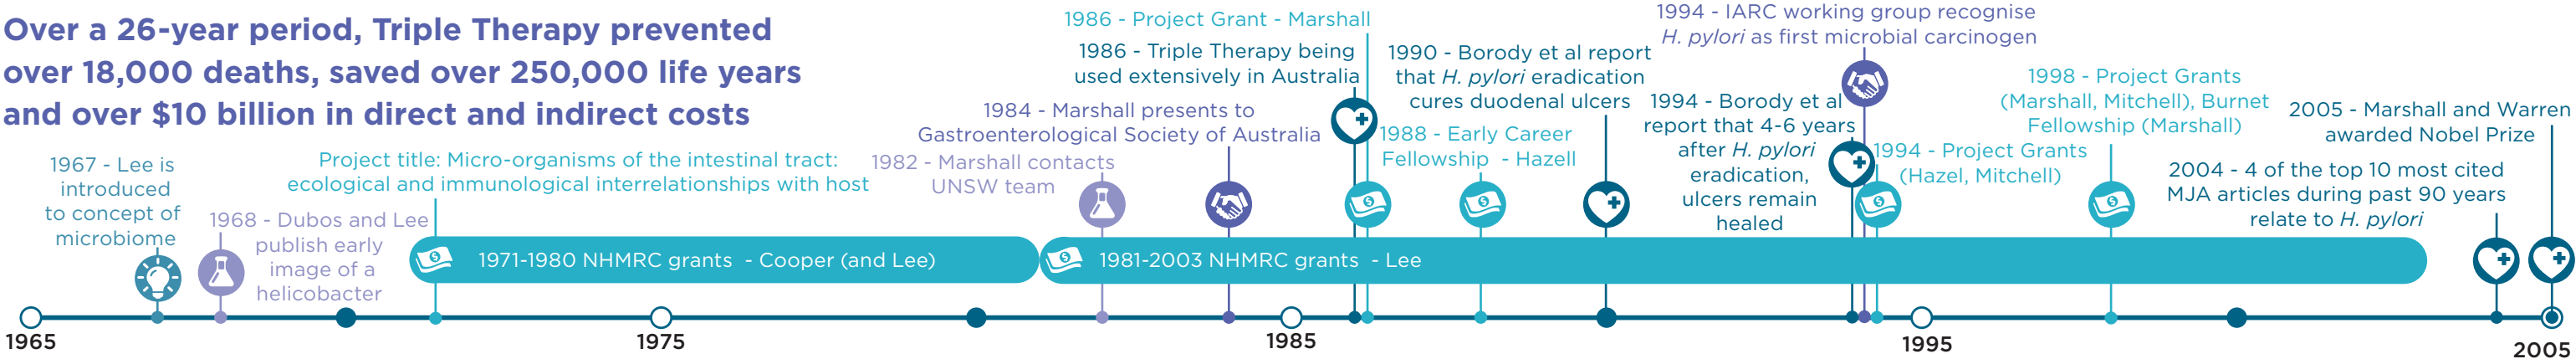 Over a 26-year period, Triple Therapy prevented
over 18,000 deaths, saved over 250,000 life years
and over $10 billion in direct and indirect costs
1967 - Lee is
introduced
to concept of
microbiome
1968 - Dubos and Lee
publish early
image of a
helicobacter
Project title: Micro-organisms of the intestinal tract:
ecological and immunological interrelationships with host
1971-1980 NHMRC grants - Cooper (and Lee)
1982 - Marshall contacts
UNSW team
1981-2003 NHMRC grants - Lee
1984 - Marshall presents to
Gastroenterological Society of Australia
1986 - Project Grant - Marshall
1986 - Triple Therapy being
used extensively in Australia
1988 - Early Career
Fellowship - Hazell
1990 - Borody et al report
that H. pylori eradication
cures duodenal ulcers
1994 - Borody et al
report that 4-6 years
after H. pylori
eradication,
ulcers remain
healed
1994 - IARC working group recognise
H. pylori as first microbial carcinogen
1994 - Project Grants
(Hazel, Mitchell)
1998 - Project Grants
(Marshall, Mitchell), Burnet
Fellowship (Marshall)
2004 - 4 of the top 10 most cited
MJA articles during past 90 years
relate to H. pylori
2005 - Marshall and Warren
awarded Nobel Prize
1965
1975
1985
1995
2005